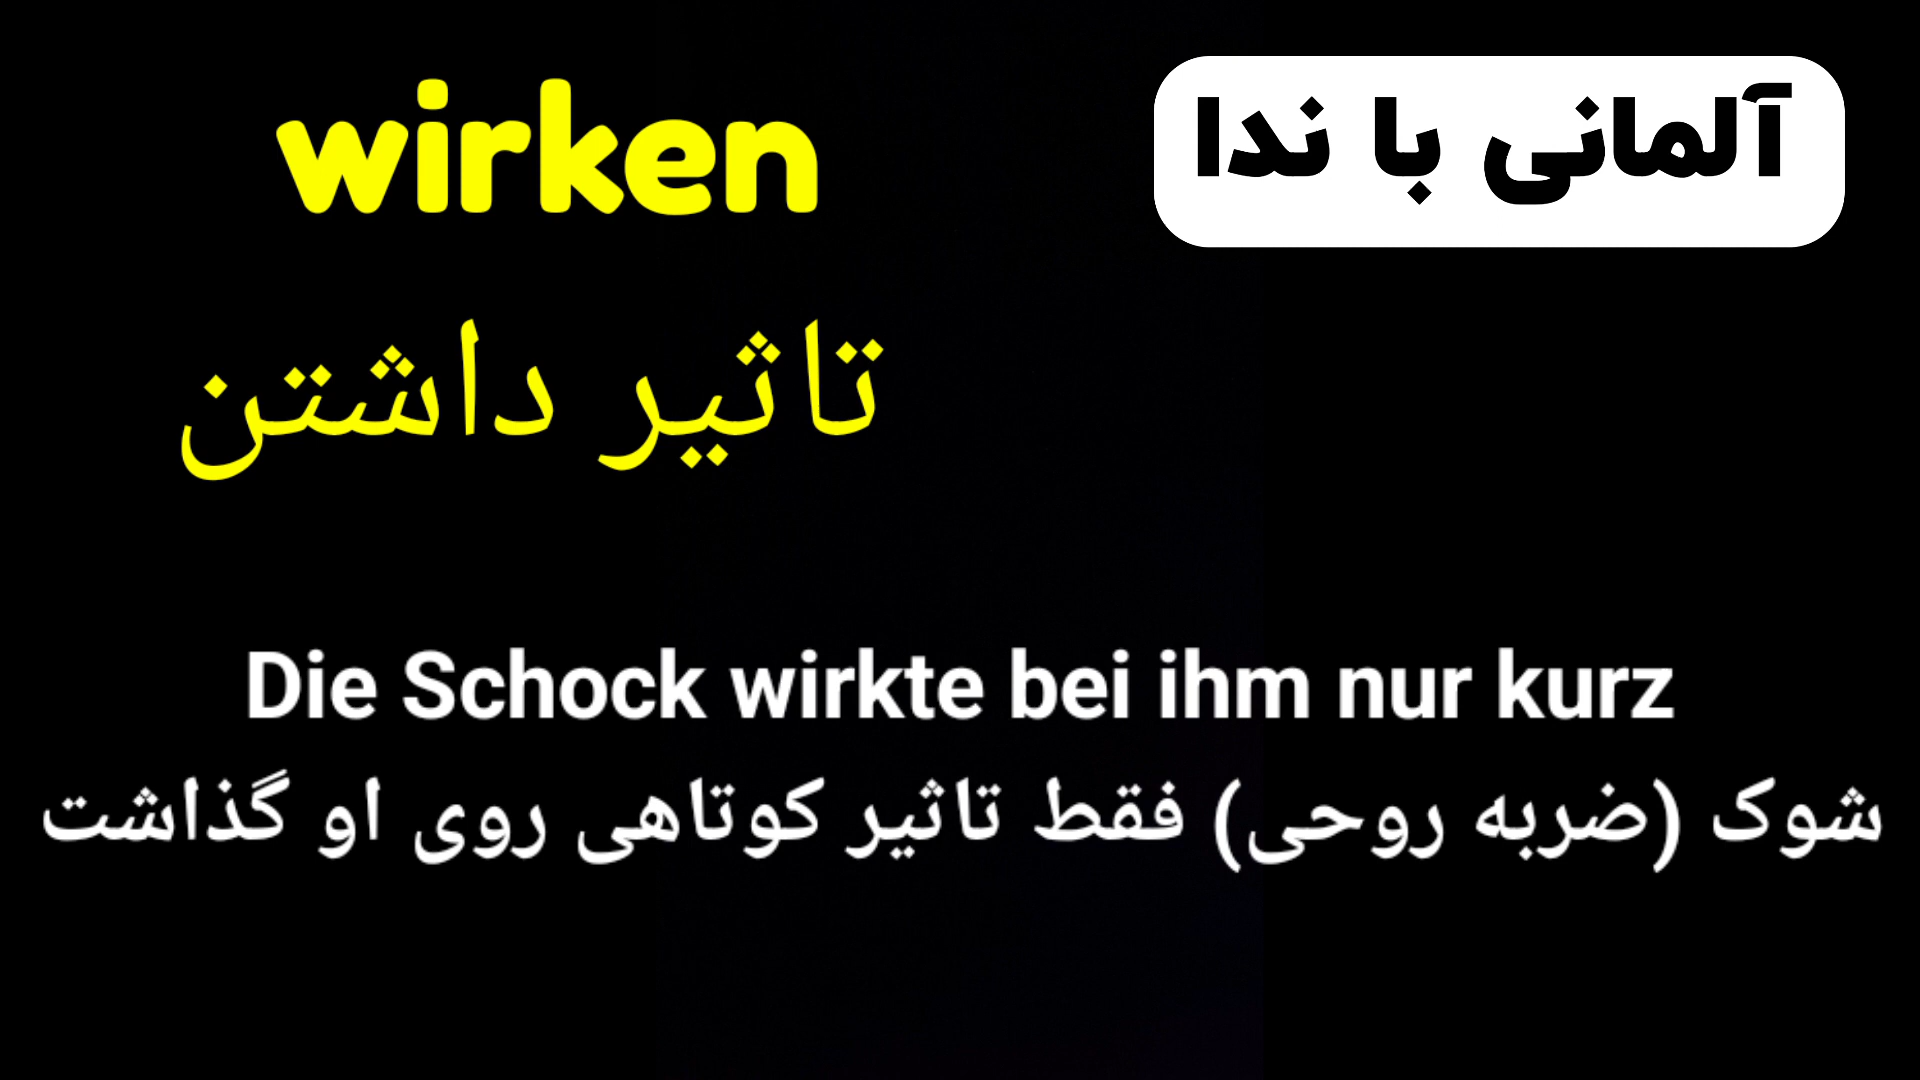 wirken
آلمانی با ندا
تاثیر داشتن
Die Schock wirkte bei ihm nur kurz
شوک (ضربه روحی) فقط تاثیر کوتاهی روی او گذاشت